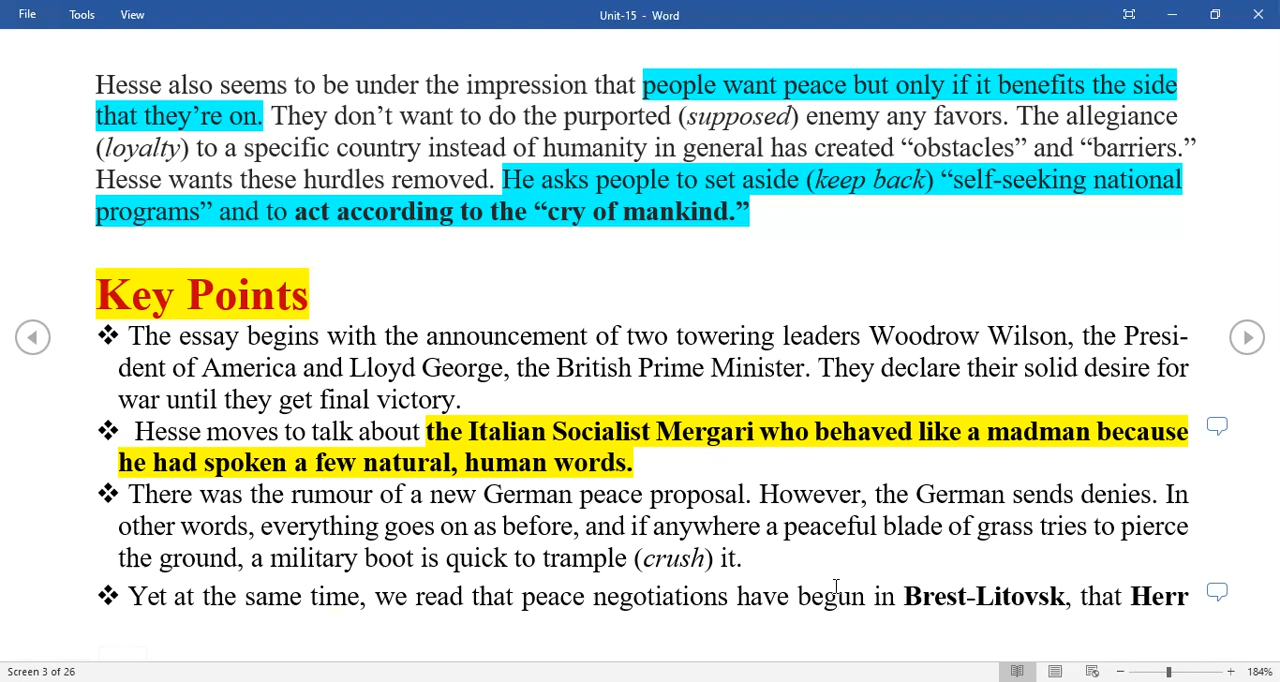 File Tools View Unit-15 - Word
Hesse also seems to be under the impression that people want peace but only if it benefits the side
that they’re on. They don’t want to do the purported (supposed) enemy any favors. The allegiance
(loyalty) to a specific country instead of humanity in general has created “obstacles” and “barriers.”
Hesse wants these hurdles removed. He asks people to set aside (keep back) “self-seeking national
programs” and to act according to the “cry of mankind.”
Key Points
❖ The essay begins with the announcement of two towering leaders Woodrow Wilson, the Presi-
dent of America and Lloyd George, the British Prime Minister. They declare their solid desire for
war until they get final victory.
❖ Hesse moves to talk about the Italian Socialist Mergari who behaved like a madman because
he had spoken a few natural, human words.
❖ There was the rumour of a new German peace proposal. However, the German sends denies. In
other words, everything goes on as before, and if anywhere a peaceful blade of grass tries to pierce
the ground, a military boot is quick to trample (crush) it.
❖ Yet at the same time, we read that peace negotiations have begun in Brest-Litovsk, that Herr
Screen 3 of 26 184%